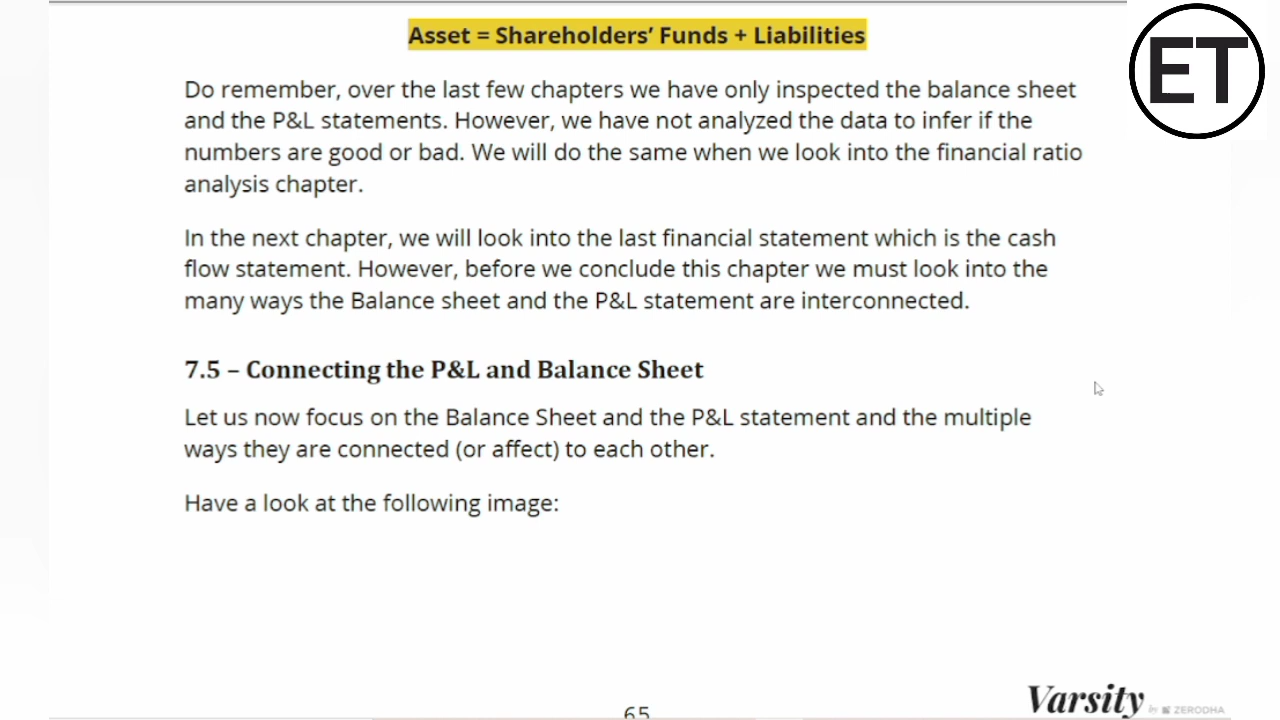 Asset = Shareholders’ Funds + Liabilities
ET
Do remember, over the last few chapters we have only inspected the balance sheet
and the P&L statements. However, we have not analyzed the data to infer if the
numbers are good or bad. We will do the same when we look into the financial ratio
analysis chapter.
In the next chapter, we will look into the last financial statement which is the cash
flow statement. However, before we conclude this chapter we must look into the
many ways the Balance sheet and the P&L statement are interconnected.
7.5 – Connecting the P&L and Balance Sheet
Let us now focus on the Balance Sheet and the P&L statement and the multiple
ways they are connected (or affect) to each other.
Have a look at the following image:
65
Varsity by ZERODHA